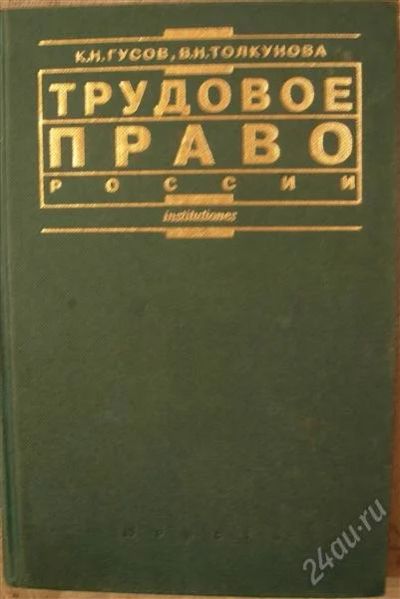 К.Н.ГУСОВ, В.Н.ТОЛКУНОВА
ТРУДОВОЕ
ПРАВО
РОССИИ
institutiones
24au.ru